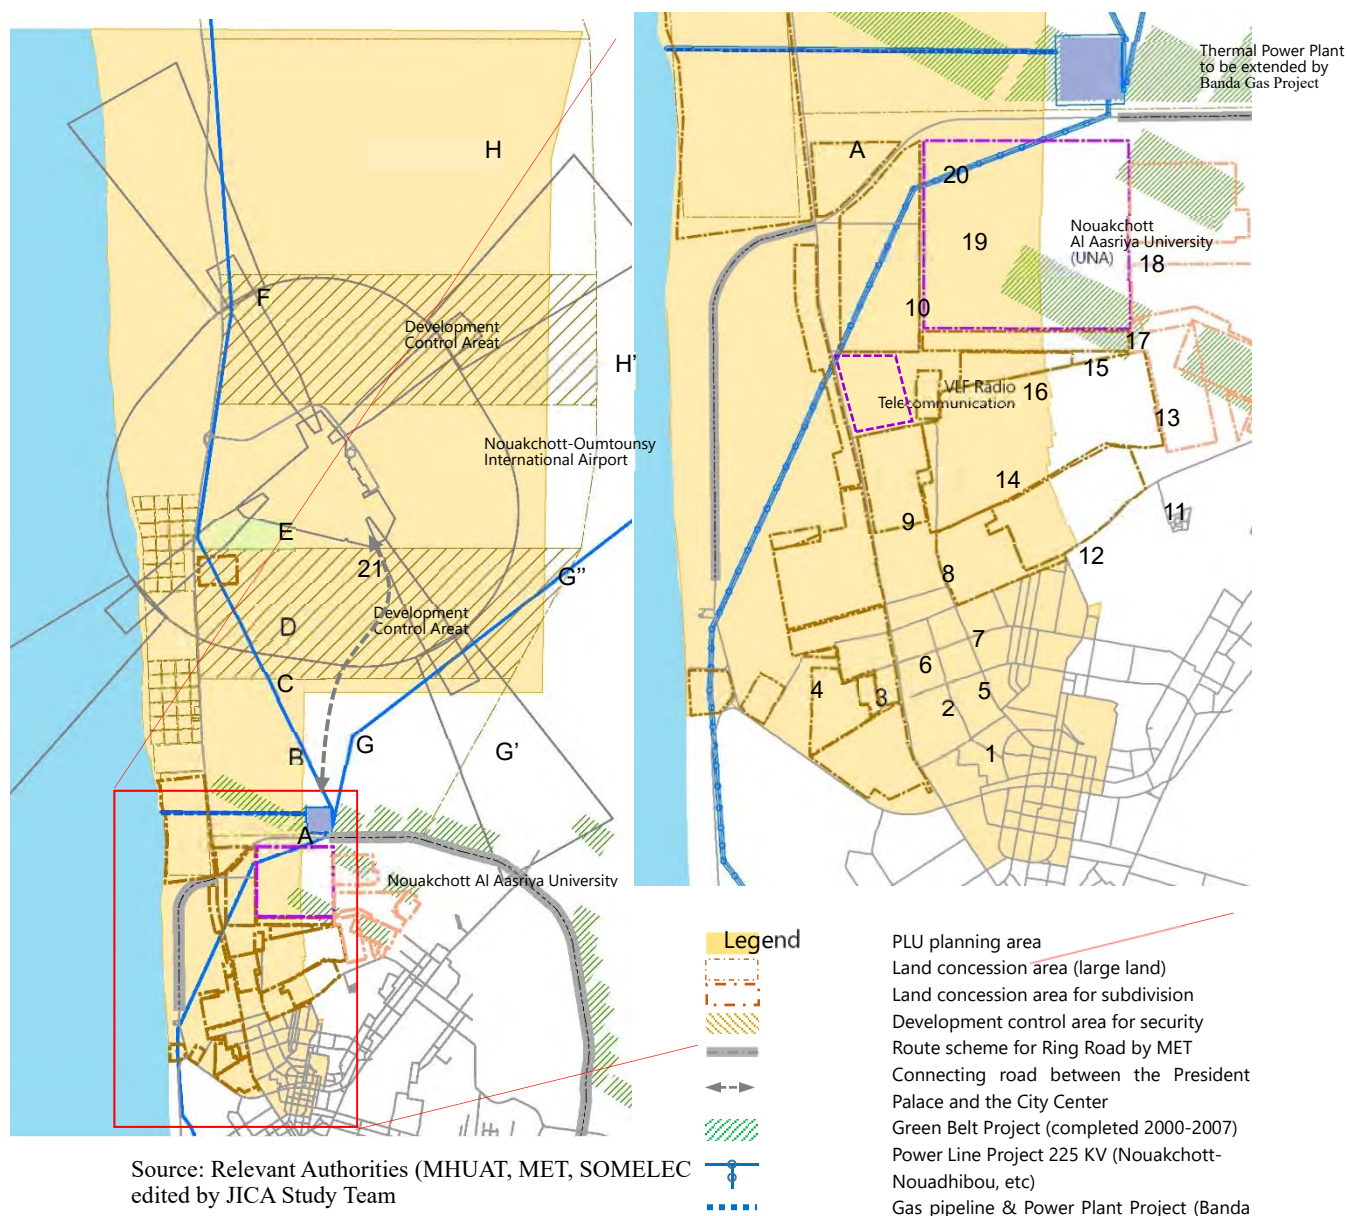 H
F
Development
Control Areat
H'
Nouakchott-Oumtounsy
International Airport
E
21
G"
D
Development
Control Areat
C
B
G
G'
A
Nouakchott Al Aasriya University
Thermal Power Plant
to be extended by
Banda Gas Project
A
20
19
Nouakchott
Al Aasriya University
(UNA)
18
10
17
15
VLF Radio
Telecommunication
16
13
14
9
11
12
8
7
6
4
3
5
2
1
Legend
PLU planning area
Land concession area (large land)
Land concession area for subdivision
Development control area for security
Route scheme for Ring Road by MET
Connecting road between the President
Palace and the City Center
Green Belt Project (completed 2000-2007)
Power Line Project 225 KV (Nouakchott-
Nouadhibou, etc)
Gas pipeline & Power Plant Project (Banda
Source: Relevant Authorities (MHUAT, MET, SOMELEC
edited by JICA Study Team